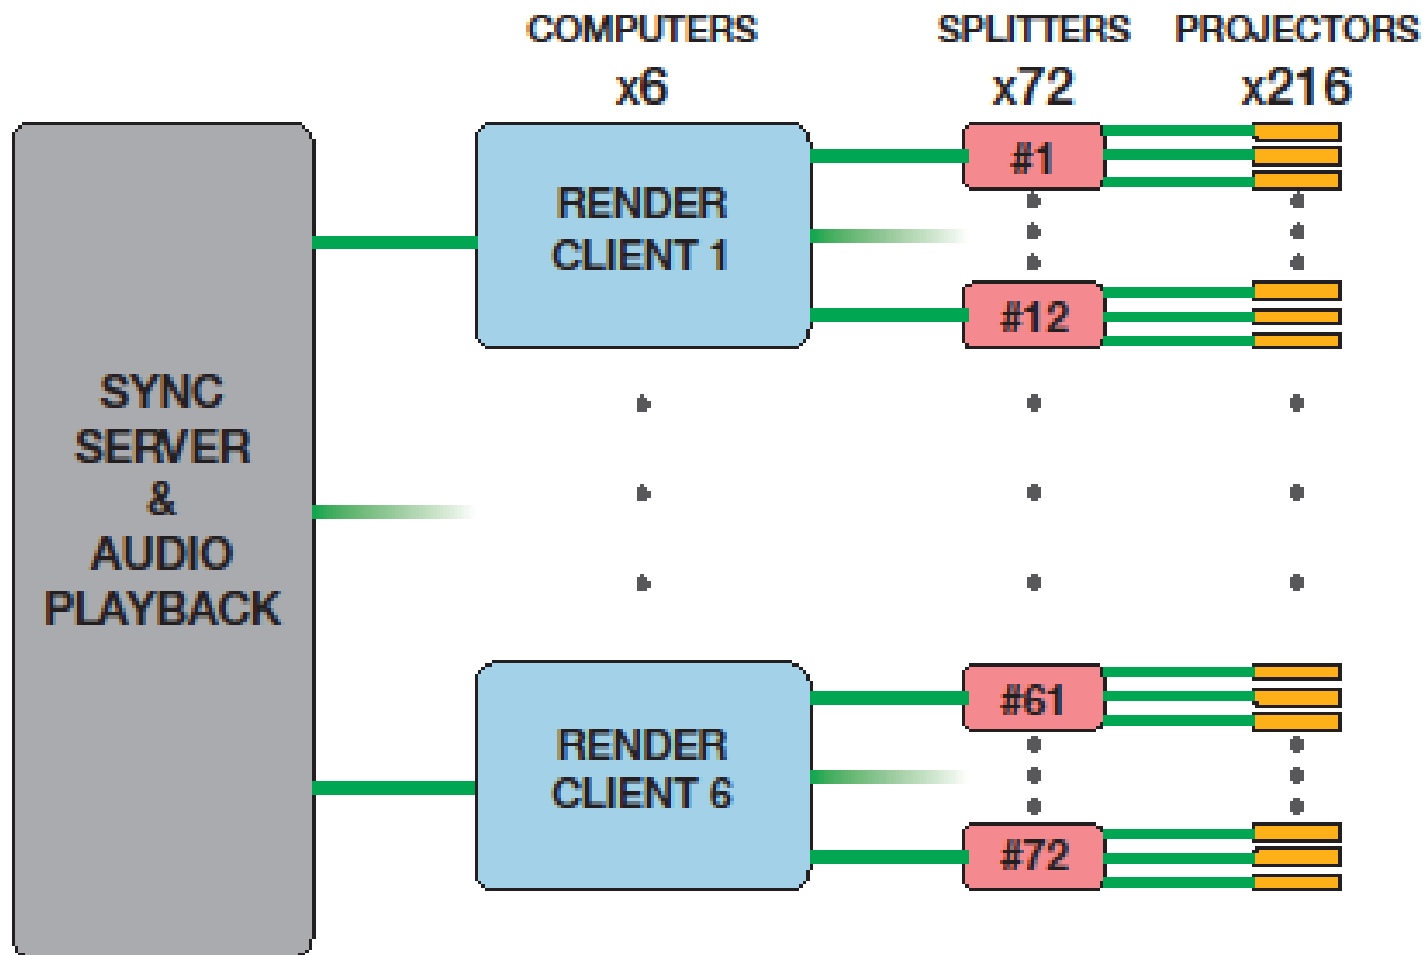 COMPUTERS
x6
SPLITTERS
x72
PROJECTORS
x216
SYNC
SERVER
&
AUDIO
PLAYBACK
RENDER
CLIENT 1
#1
#12
RENDER
CLIENT 6
#61
#72